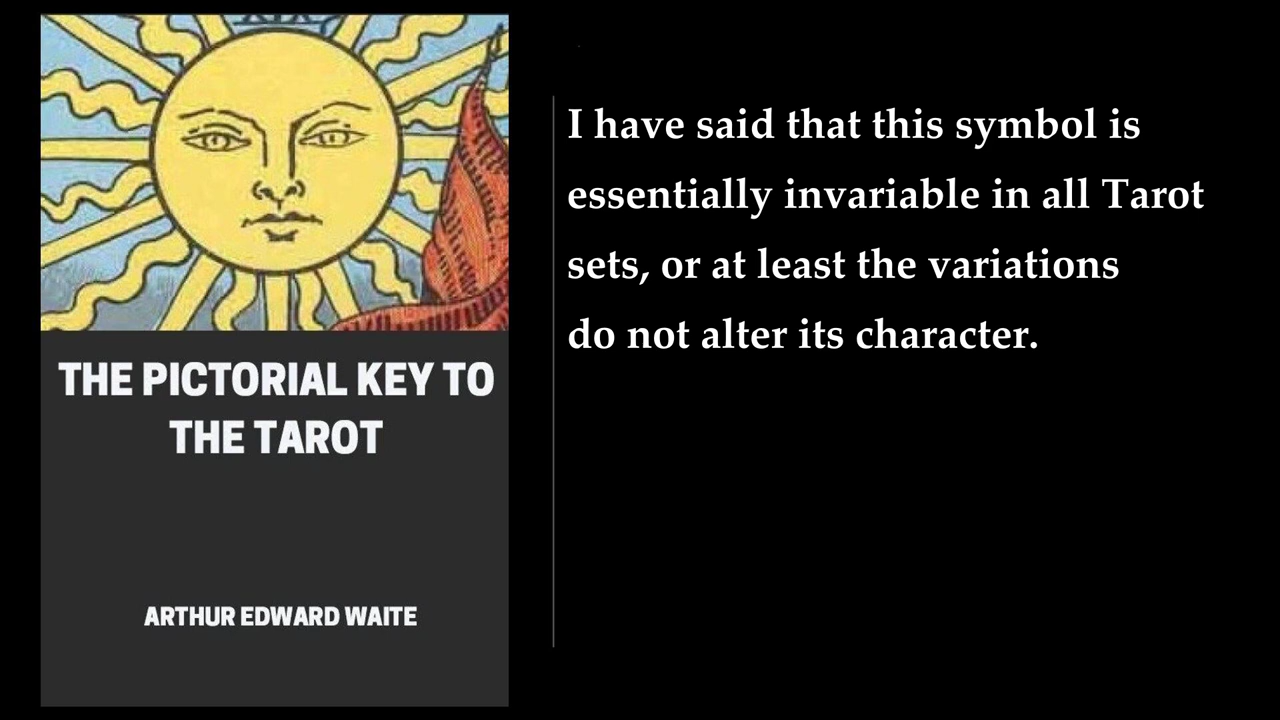 XIX
THE PICTORIAL KEY TO
THE TAROT
ARTHUR EDWARD WAITE
I have said that this symbol is
essentially invariable in all Tarot
sets, or at least the variations
do not alter its character.